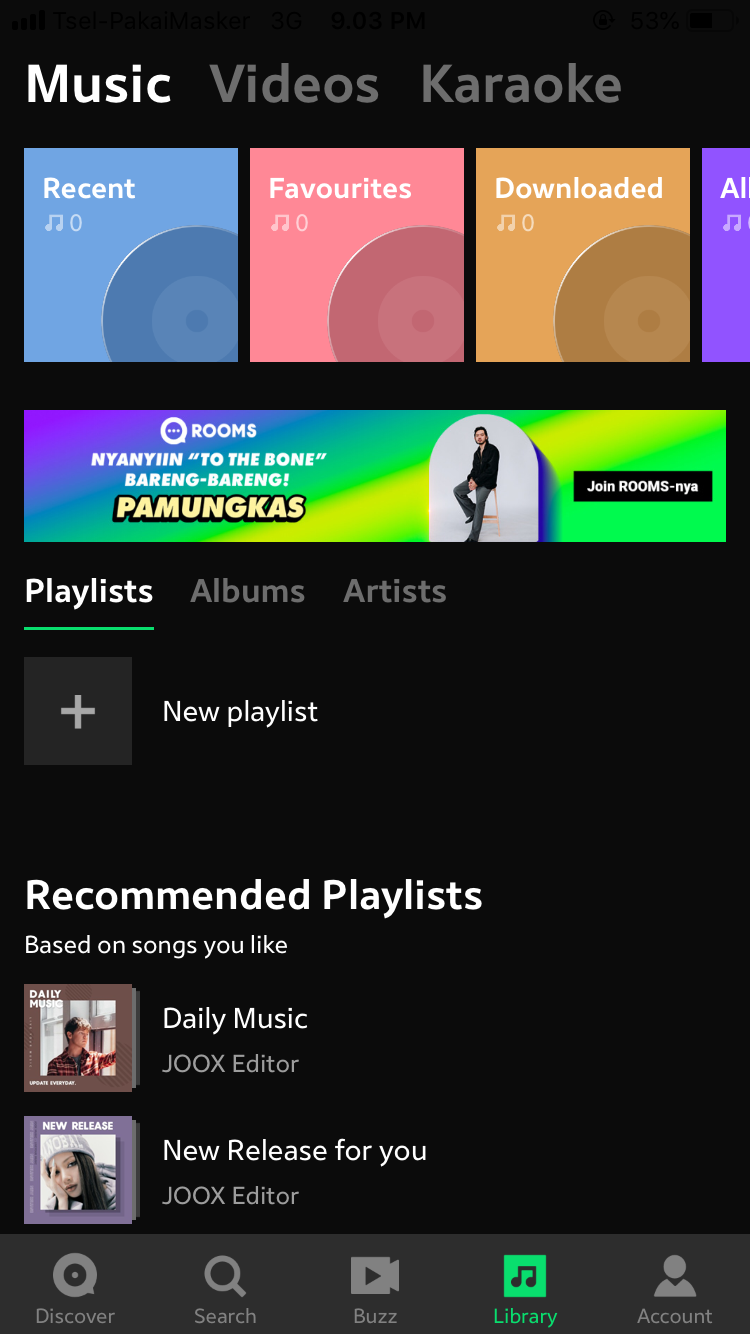 Tsel-PakaiMasker 3G 9.03 PM 53%
Music Videos Karaoke
Recent Favourites Downloaded All
0 0 0
ROOMS
NYANYIIN “TO THE BONE”
BARENG-BARENG!
PAMUNGKAS
Join ROOMS-nya
Playlists Albums Artists
New playlist
Recommended Playlists
Based on songs you like
DAILY
MUSIC
UPDATE EVERYDAY.
Daily Music
JOOX Editor
NEW RELEASE
New Release for you
JOOX Editor
Discover Search Buzz Library Account